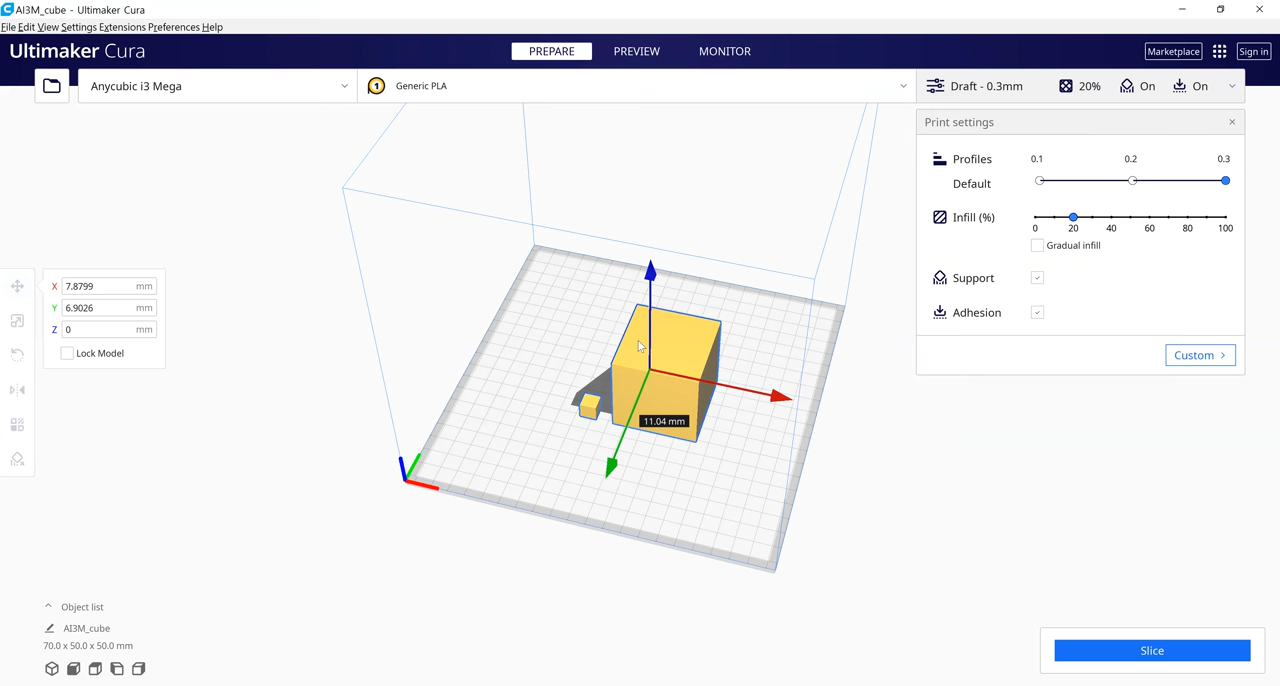 AI3M_cube - Ultimaker Cura
File Edit View Settings Extensions Preferences Help
Ultimaker Cura
PREPARE
PREVIEW
MONITOR
Marketplace
Sign in
Anycubic i3 Mega
1
Generic PLA
Draft - 0.3mm
20%
On
On
Print settings
Profiles
0.1 0.2 0.3
Default
Infill (%)
0 20 40 60 80 100
Gradual infill
Support
Adhesion
Custom
X 7.8799 mm
Y 6.9026 mm
Z 0 mm
Lock Model
11.04 mm
Object list
AI3M_cube
70.0 x 50.0 x 50.0 mm
Slice